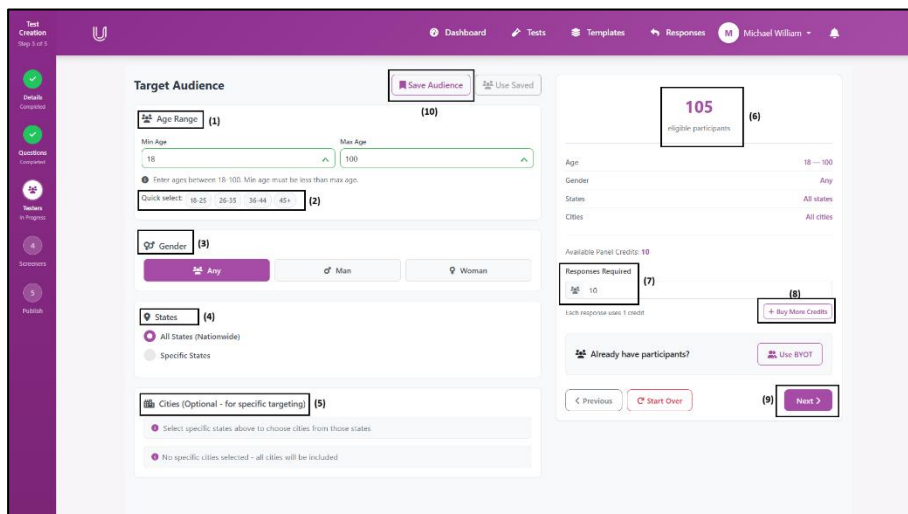 Test
Creation
Step 3 of 5
Dashboard
Tests
Templates
Responses
M
Michael William
Details
Completed
Questions
Completed
Testers
In Progress
4
Screeners
5
Publish
Target Audience
Save Audience
Use Saved
(10)
Age Range
(1)
Min Age
Max Age
18
100
Enter ages between 18-100. Min age must be less than max age.
Quick select: 18-25 26-35 36-44 45+
(2)
Gender
(3)
Any
Man
Woman
States
(4)
All States (Nationwide)
Specific States
Cities (Optional - for specific targeting)
(5)
Select specific states above to choose cities from those states
No specific cities selected - all cities will be included
105
eligible participants
(6)
Age 18 — 100
Gender Any
States All states
Cities All cities
Available Panel Credits: 10
Responses Required
(7)
10
(8)
Each response uses 1 credit
+ Buy More Credits
Already have participants?
Use BYOT
Previous
Start Over
(9)
Next